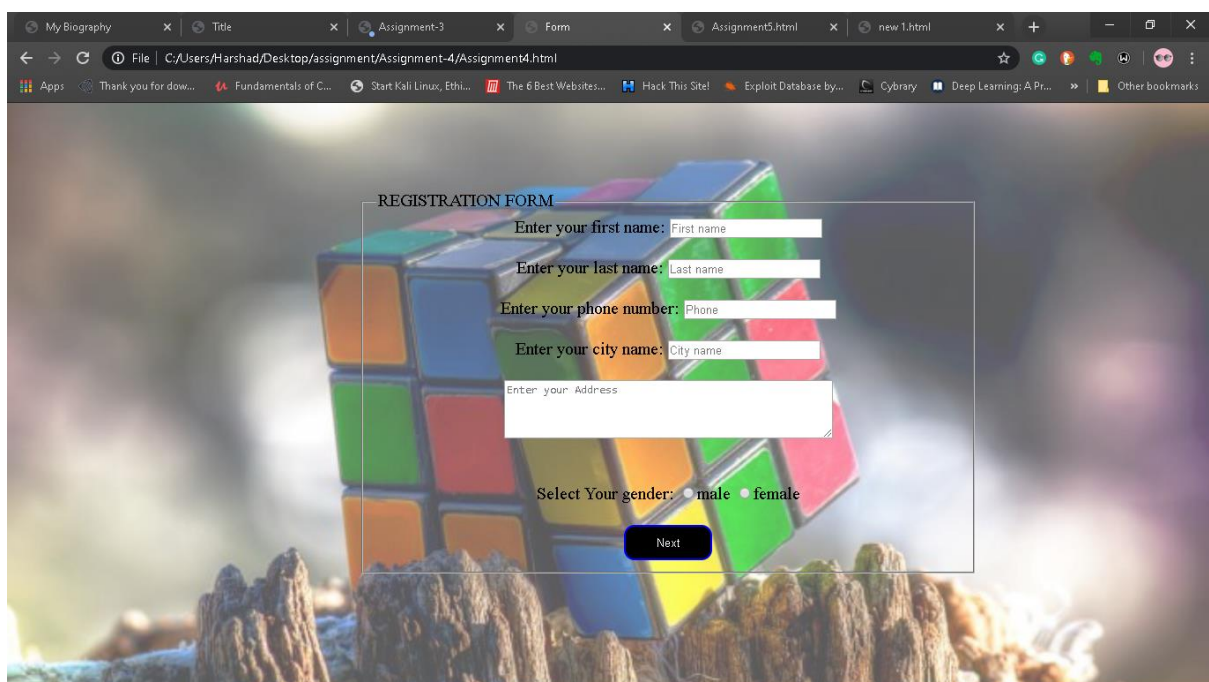 My Biography Title Assignment-3 Form Assignment5.html new 1.html
File C:/Users/Harshad/Desktop/assignment/Assignment-4/Assignment4.html
Apps Thank you for dow... Fundamentals of C... Start Kali Linux, Ethi... The 6 Best Websites... Hack This Site! Exploit Database by... Cybrary Deep Learning: A Pr... » Other bookmarks
REGISTRATION FORM
Enter your first name: First name
Enter your last name: Last name
Enter your phone number: Phone
Enter your city name: City name
Enter your Address
Select Your gender: male female
Next